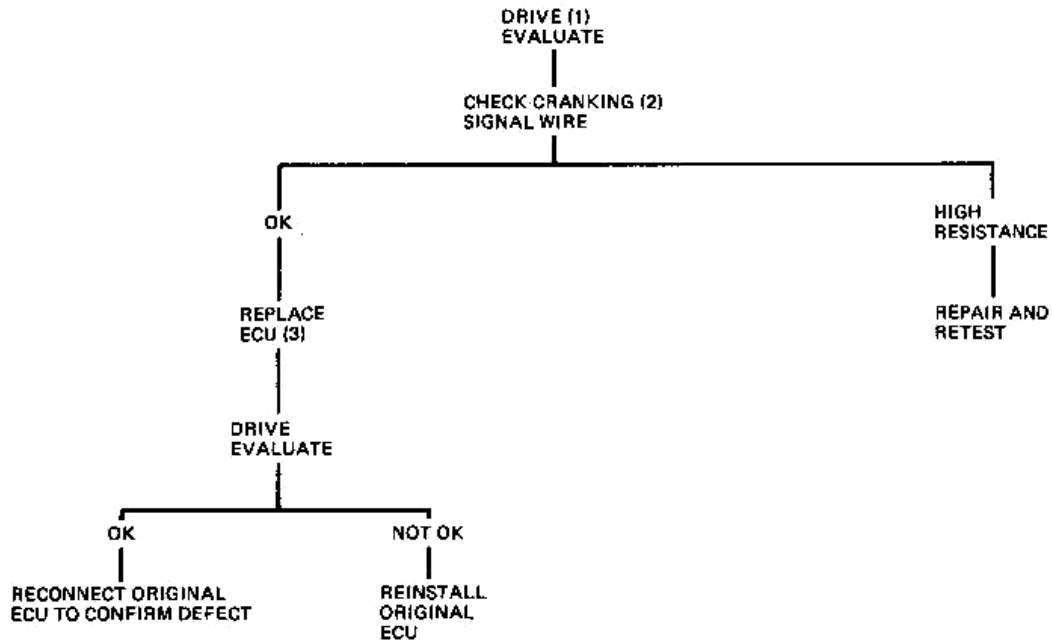 DRIVE (1)
EVALUATE
CHECK CRANKING (2)
SIGNAL WIRE
OK
HIGH
RESISTANCE
REPLACE
ECU (3)
REPAIR AND
RETEST
DRIVE
EVALUATE
OK
NOT OK
RECONNECT ORIGINAL
ECU TO CONFIRM DEFECT
REINSTALL
ORIGINAL
ECU